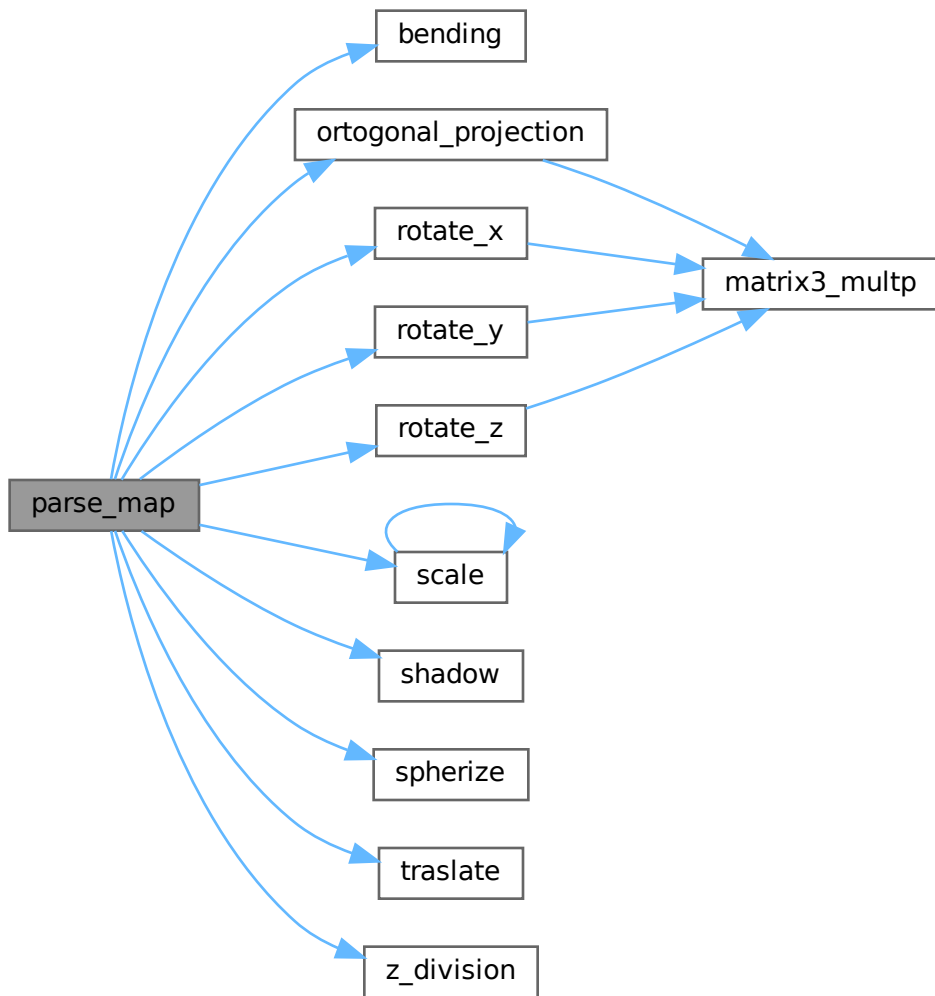 bending
ortogonal_projection
rotate_x
matrix3_multp
rotate_y
rotate_z
parse_map
scale
shadow
spherize
traslate
z_division